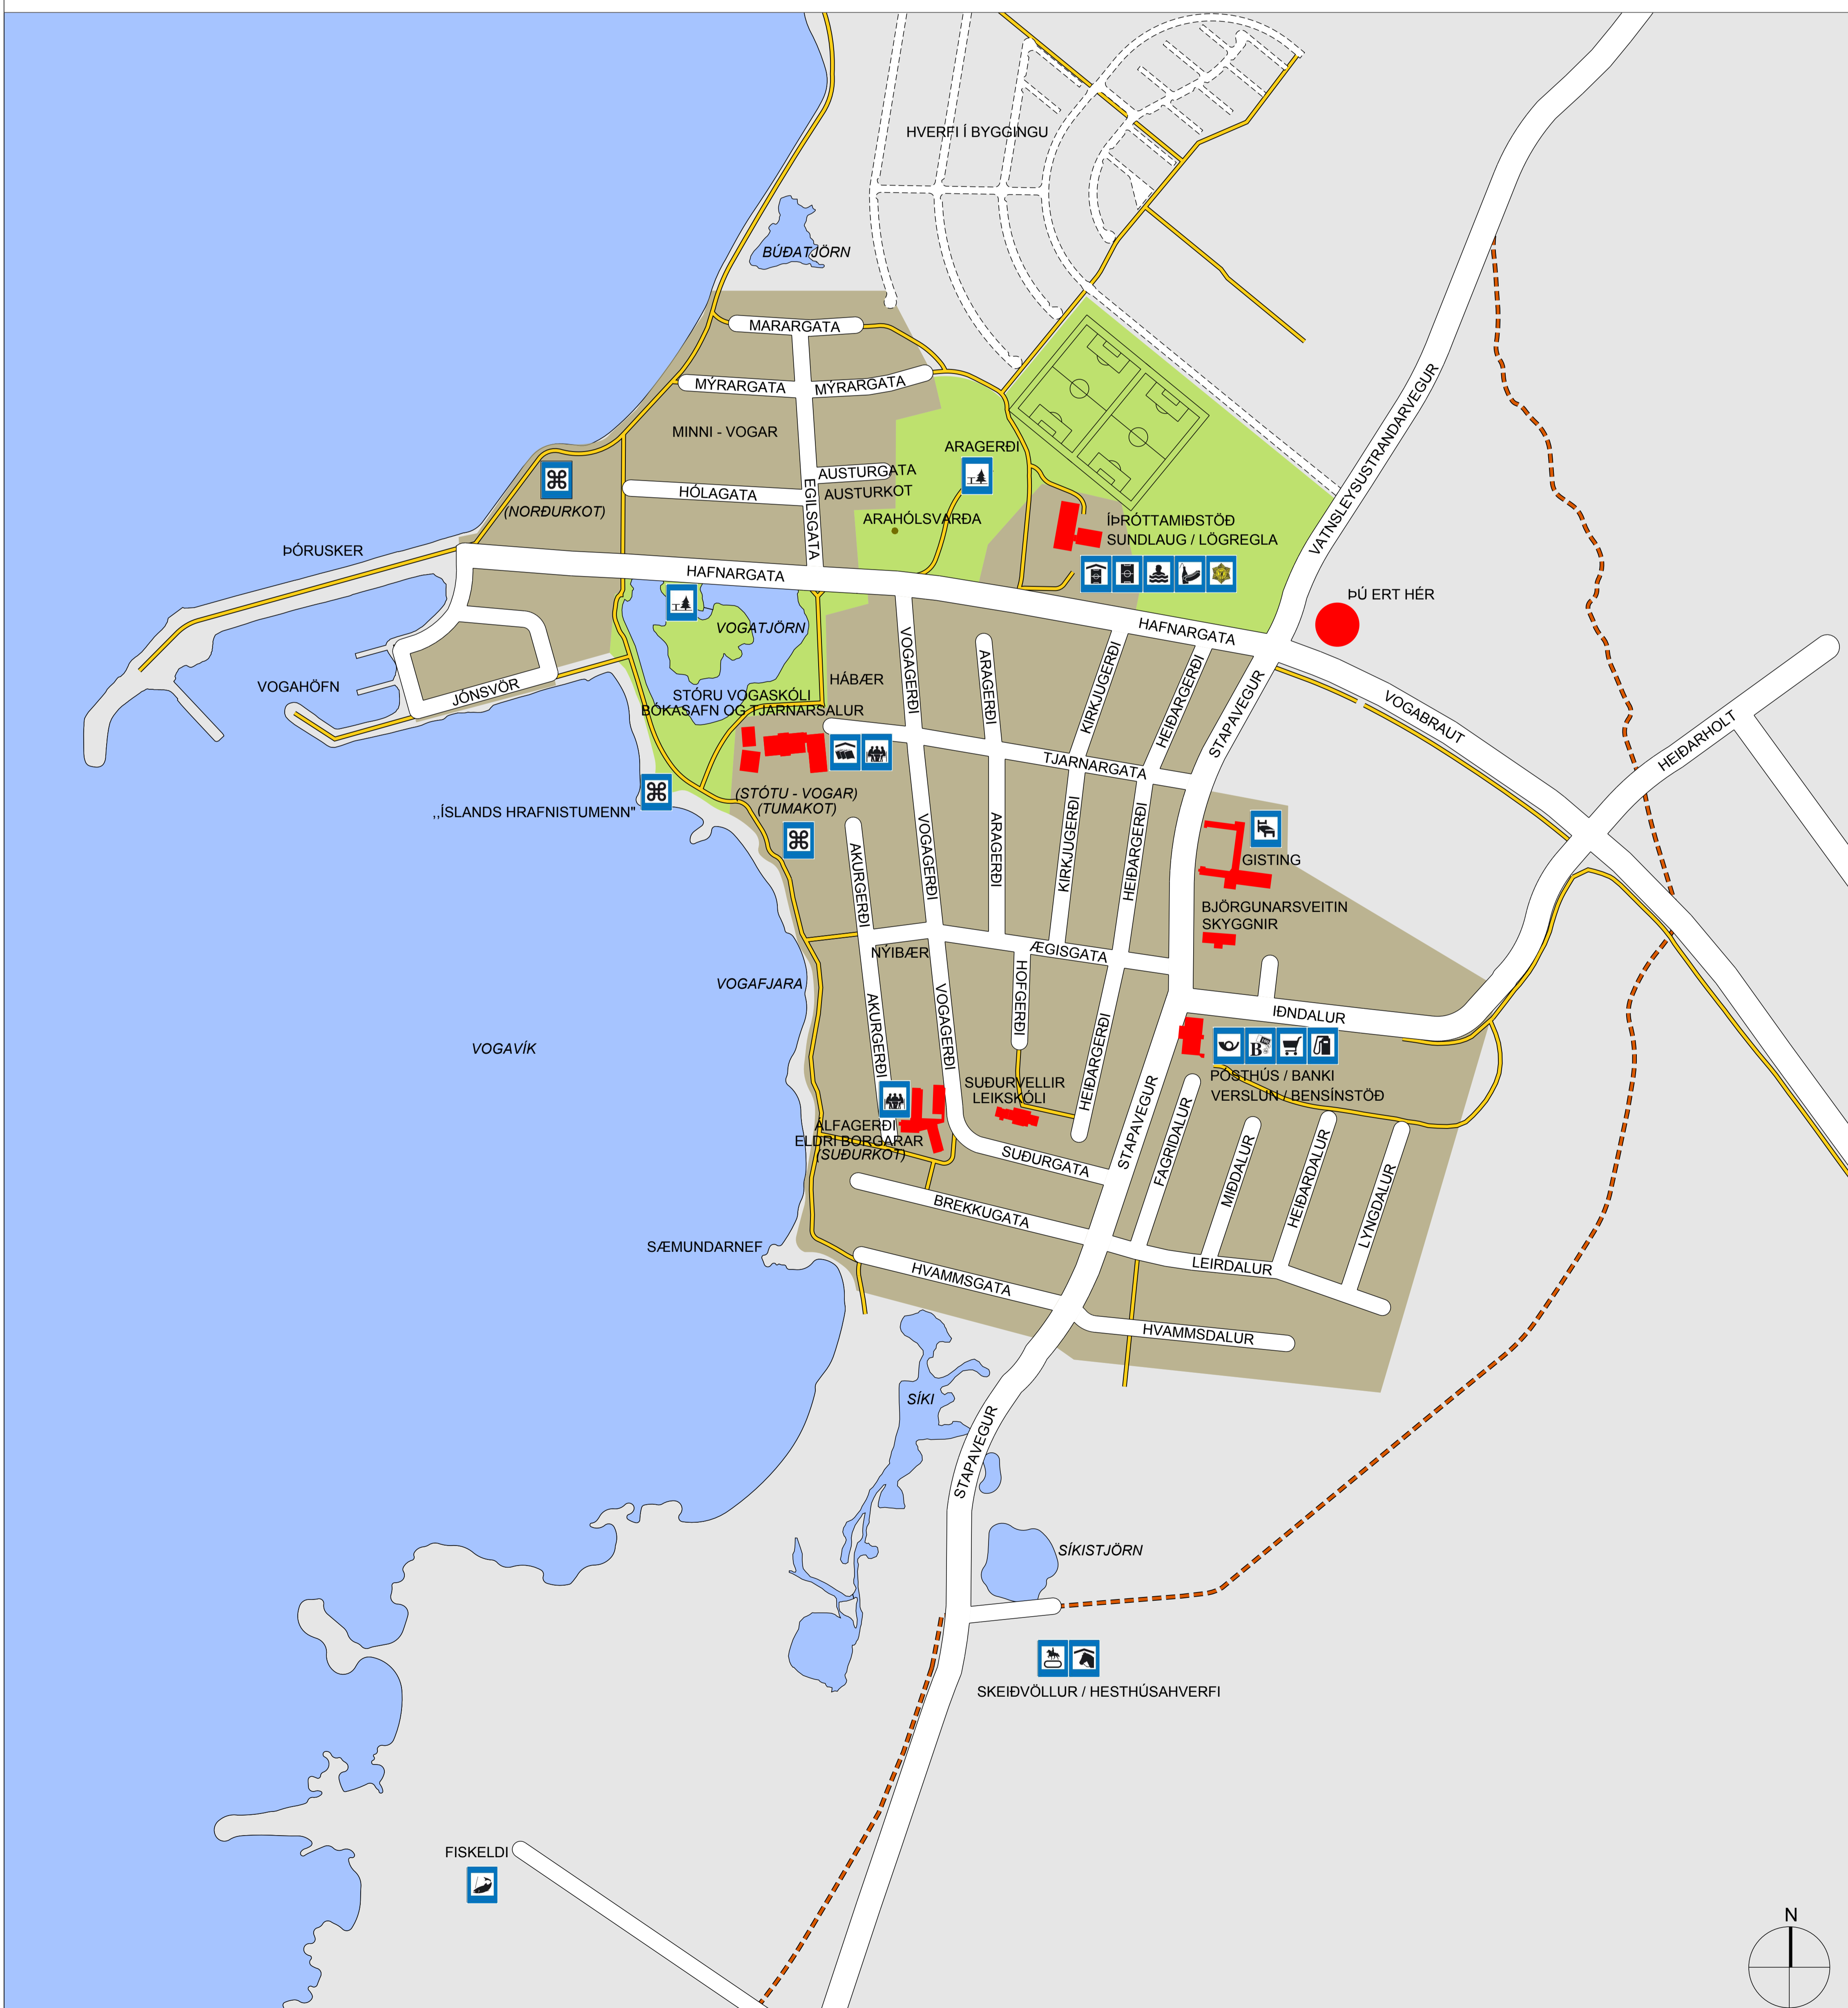 HVERFI Í BYGGINGU
BÚÐATJÖRN
MARARGATA
MÝRARGATA
MÝRARGATA
MINNI - VOGAR
ARAGERÐI
AUSTURGATA
AUSTURKOT
HÓLAGATA
EGILSGATA
(NORÐURKOT)
ARAHÓLSVARÐA
ÍÞRÓTTAMIÐSTÖÐ
SUNDLAUG / LÖGREGLA
VATNSLEYSUSTRANDARVEGUR
ÞÓRUSKER
HAFNARGATA
ÞÚ ERT HÉR
HAFNARGATA
VOGATJÖRN
VOGAHÖFN
JÓNSVÖR
HÁBÆR
STÓRU VOGASKÓLI
BÓKASAFN OG TJARNARSALUR
VOGAGERÐI
ARAGERÐI
KIRKJUGERÐI
HEIÐARGERÐI
STAPAVEGUR
VOGABRAUT
HEIÐARHOLT
TJARNARGATA
(STÓTU - VOGAR)
(TUMAKOT)
,,ÍSLANDS HRAFNISTUMENN"
AKURGERÐI
VOGAGERÐI
ARAGERÐI
KIRKJUGERÐI
HEIÐARGERÐI
GISTING
BJÖRGUNARSVEITIN
SKYGGNIR
NÝIBÆR
ÆGISGATA
VOGAFJARA
AKURGERÐI
VOGAGERÐI
HOFGERÐI
HEIÐARGERÐI
IÐNDALUR
VOGAVÍK
PÓSTHÚS / BANKI
VERSLUN / BENSÍNSTÖÐ
B
SUÐURVELLIR
LEIKSKÓLI
ÁLFAGERÐI
ELDRI BORGARAR
(SUÐURKOT)
SUÐURGATA
STAPAVEGUR
FAGRIDALUR
MIÐDALUR
HEIÐARDALUR
LYNGDALUR
BREKKUGATA
SÆMUNDARNEF
LEIRDALUR
HVAMMSGATA
HVAMMSDALUR
SÍKI
STAPAVEGUR
SÍKISTJÖRN
SKEIÐVÖLLUR / HESTHÚSAHVERFI
FISKELDI
N